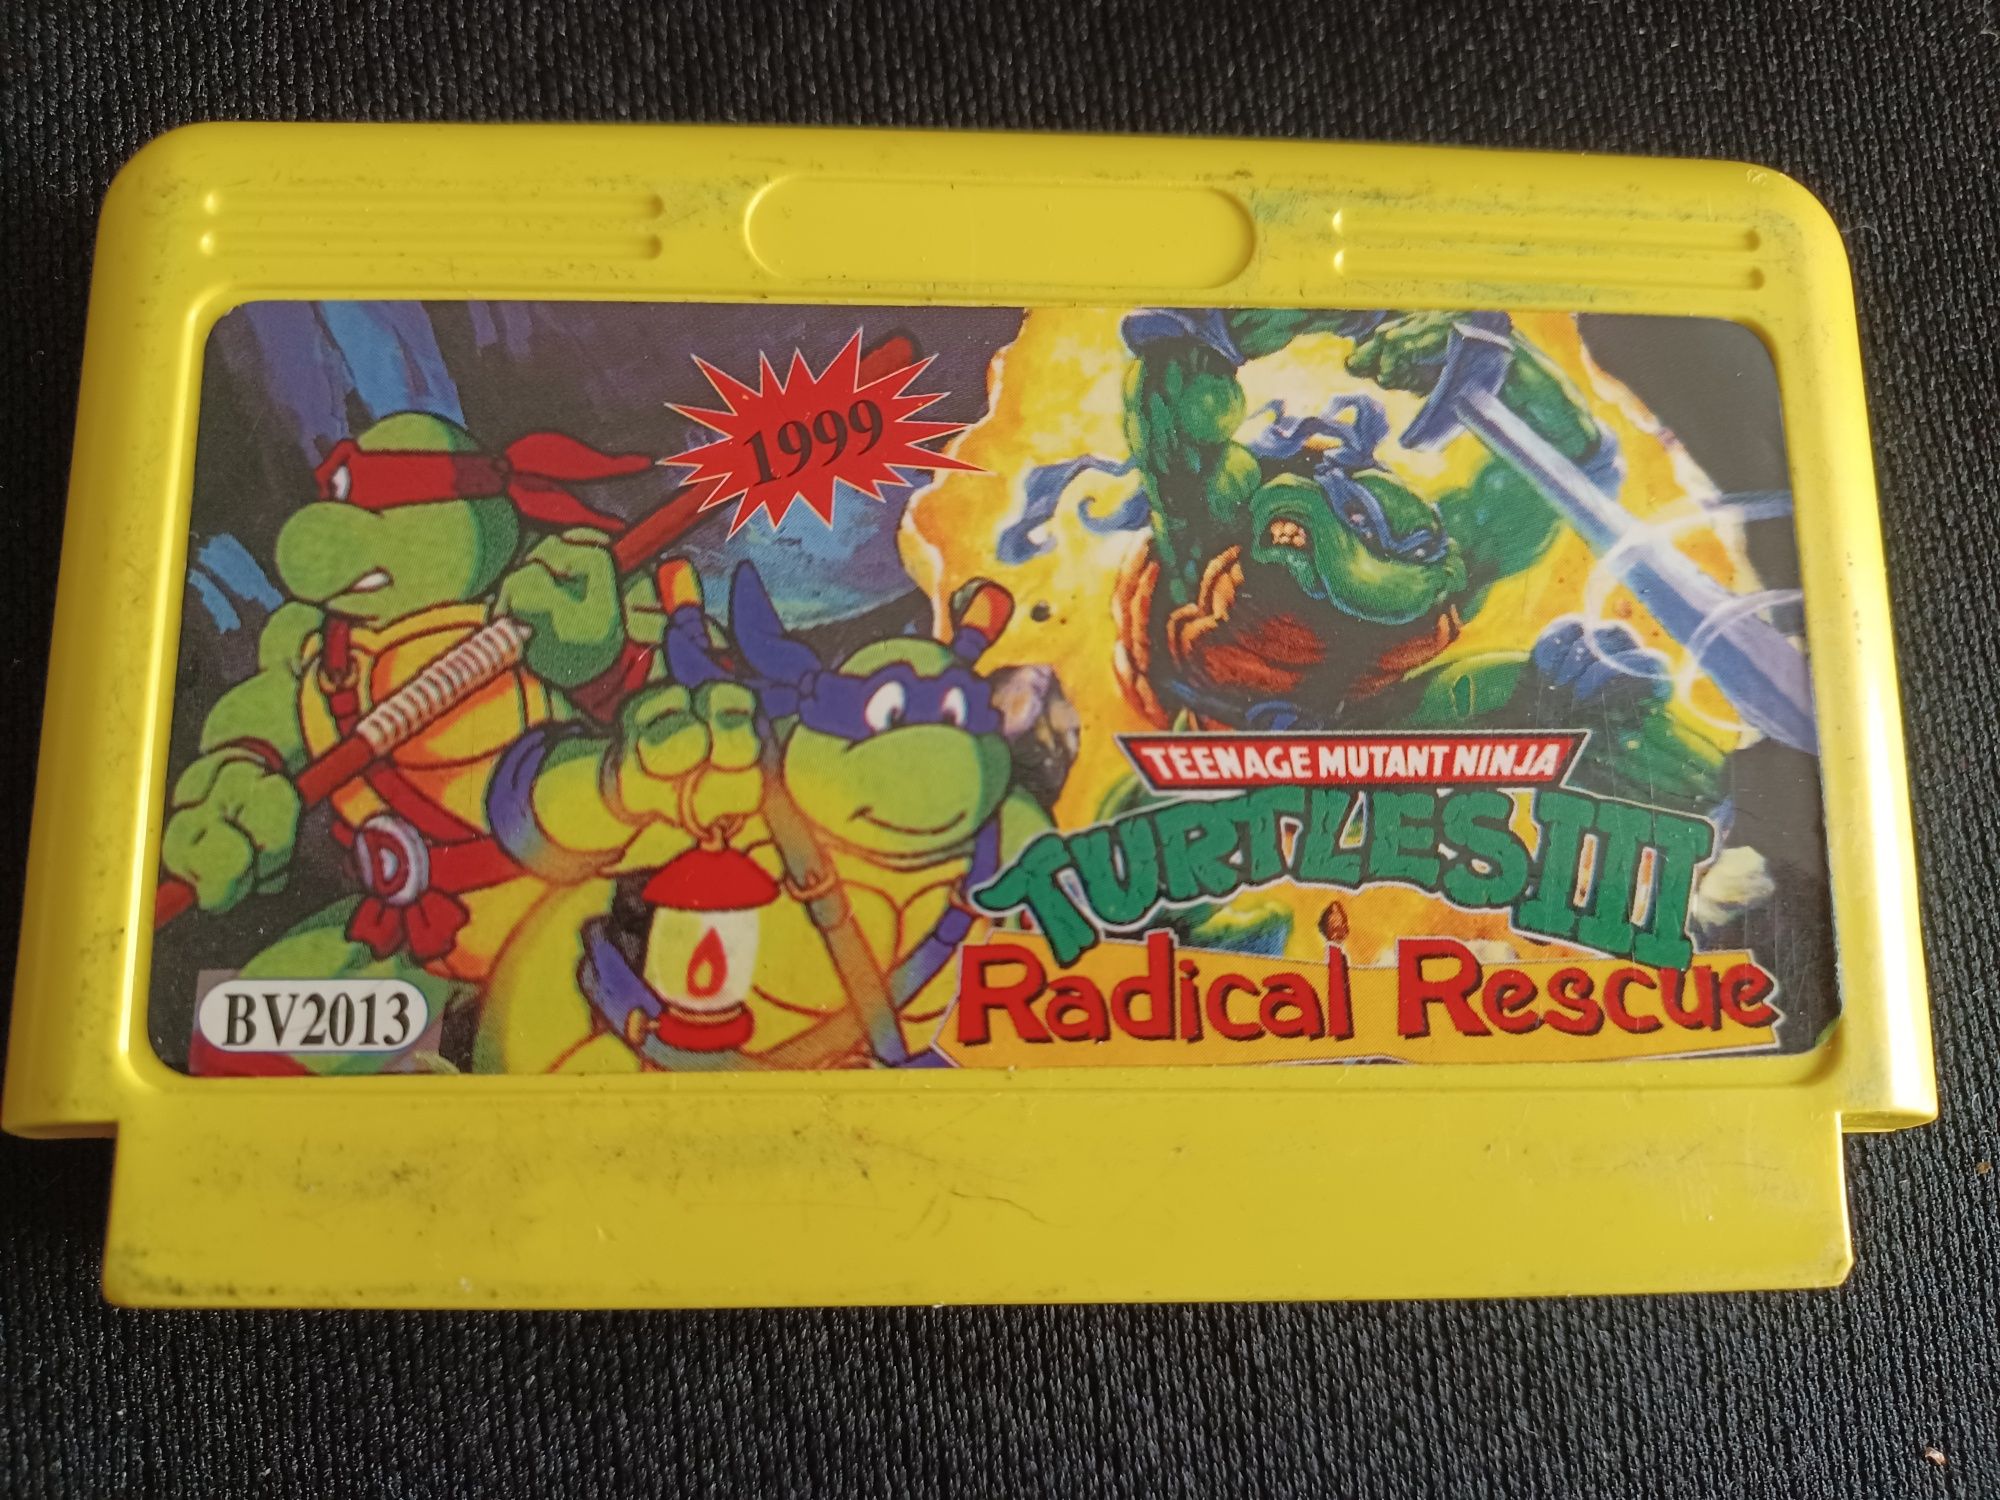 1999
TEENAGE MUTANT NINJA
TURTLES III
Radical Rescue
D
BV2013